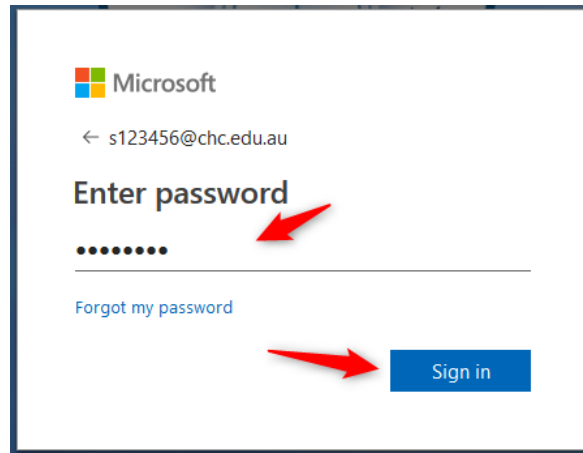 Microsoft
← s123456@chc.edu.au
Enter password
••••••••
Forgot my password
Sign in